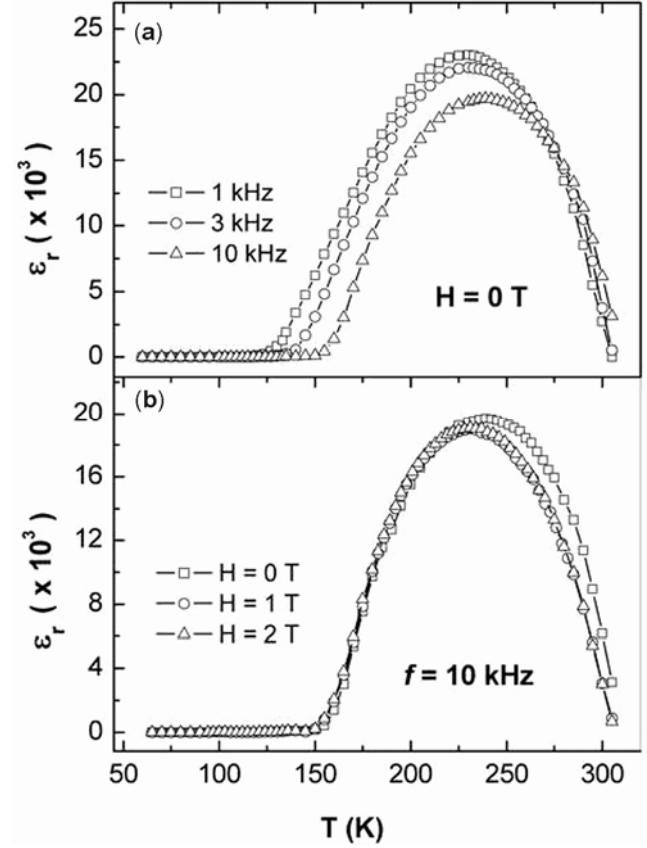 (a)
25
20
15
10
5
0
εr ( x 10³)
1 kHz
3 kHz
10 kHz
H = 0 T
(b)
20
16
12
8
4
0
εr ( x 10³)
H = 0 T
H = 1 T
H = 2 T
f = 10 kHz
50 100 150 200 250 300
T (K)